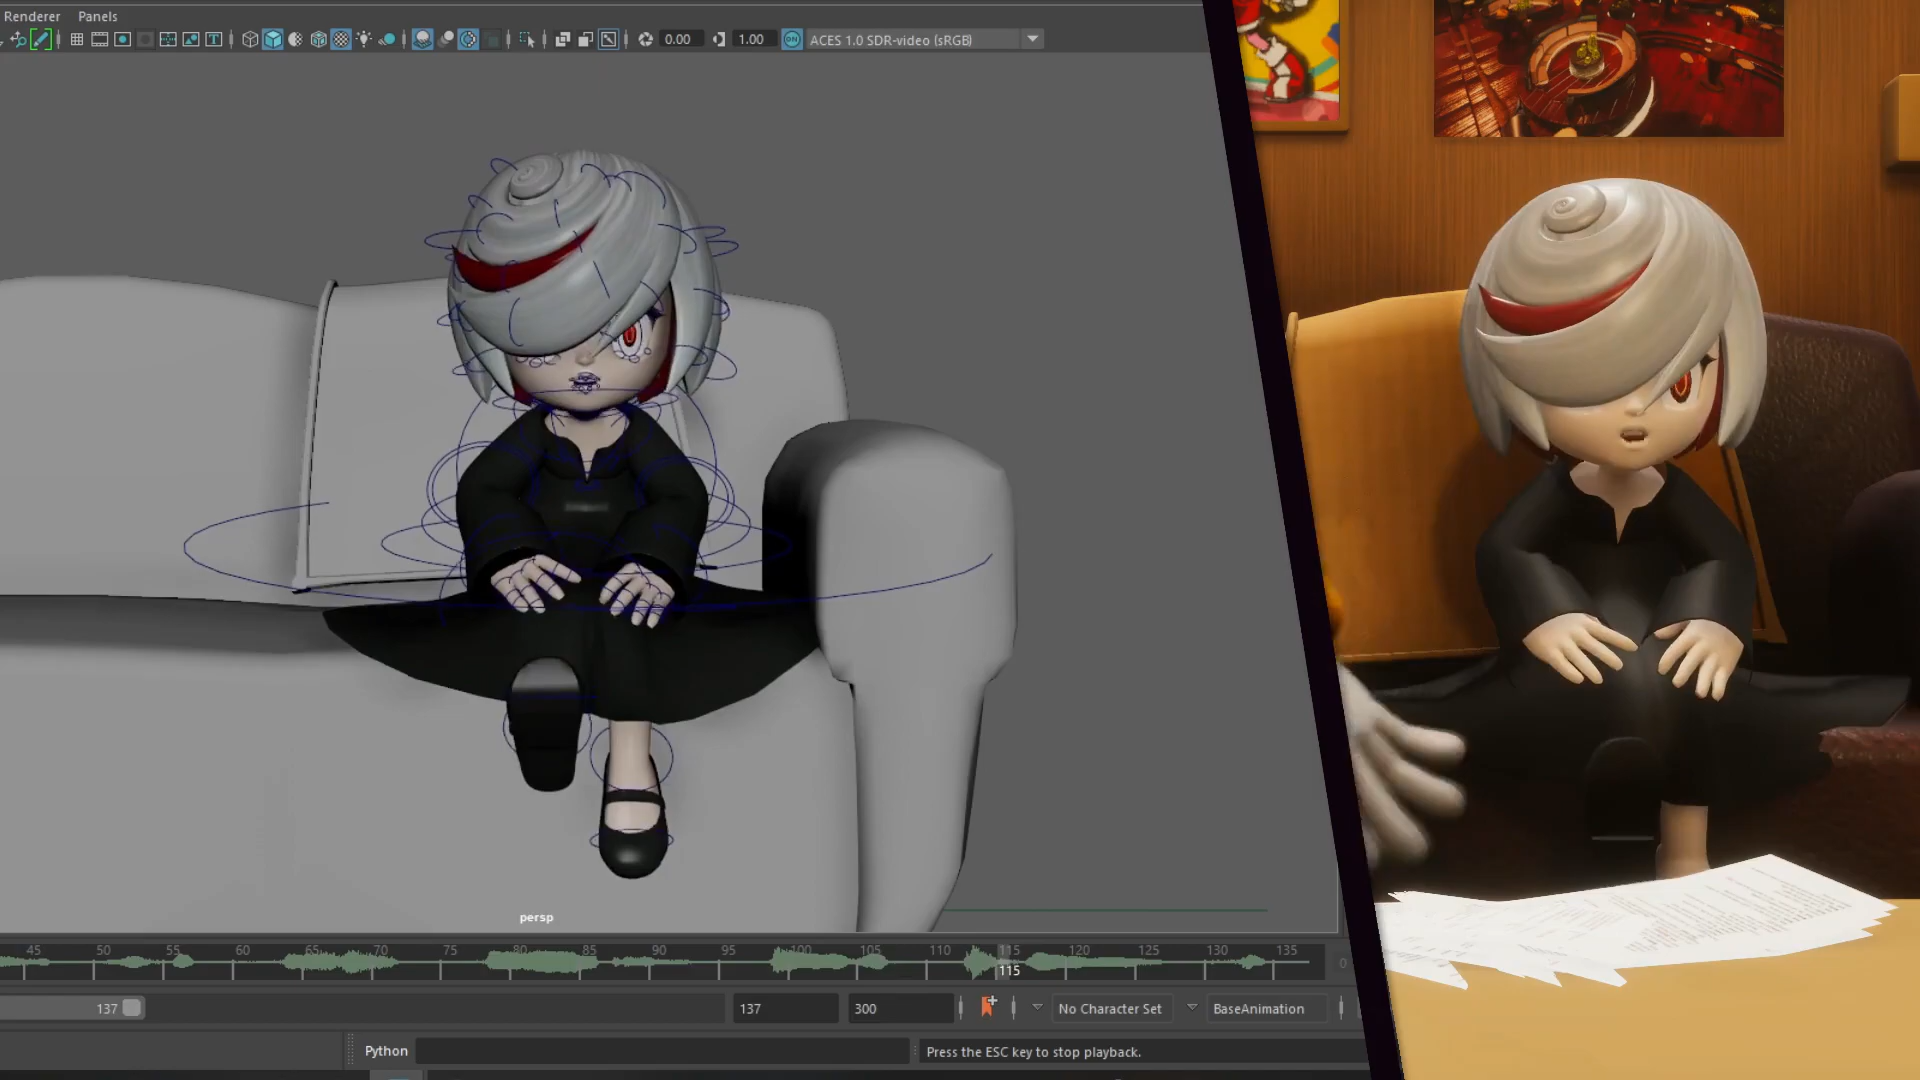 Renderer Panels
0.00 1.00 ON ACES 1.0 SDR-video (sRGB)
persp
45 50 55 60 65 70 75 80 85 90 95 100 105 110 115 120 125 130 135 0
115
137 137 300 No Character Set BaseAnimation
Python Press the ESC key to stop playback.